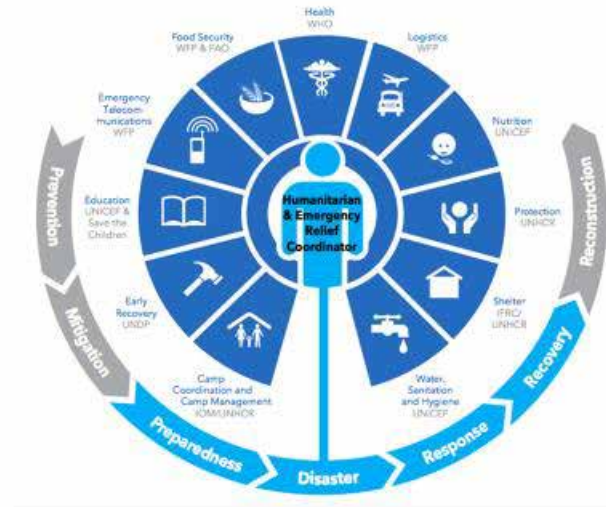 Health
WHO
Logistics
WFP
Nutrition
UNICEF
Protection
UNHCR
Shelter
IFRC/
UNHCR
Water,
Sanitation
and Hygiene
UNICEF
Camp
Coordination and
Camp Management
IOM/UNHCR
Early
Recovery
UNDP
Education
UNICEF &
Save the
Children
Emergency
Telecom-
munications
WFP
Food Security
WFP & FAO
Humanitarian
& Emergency
Relief
Coordinator
Prevention
Mitigation
Preparedness
Disaster
Response
Recovery
Reconstruction